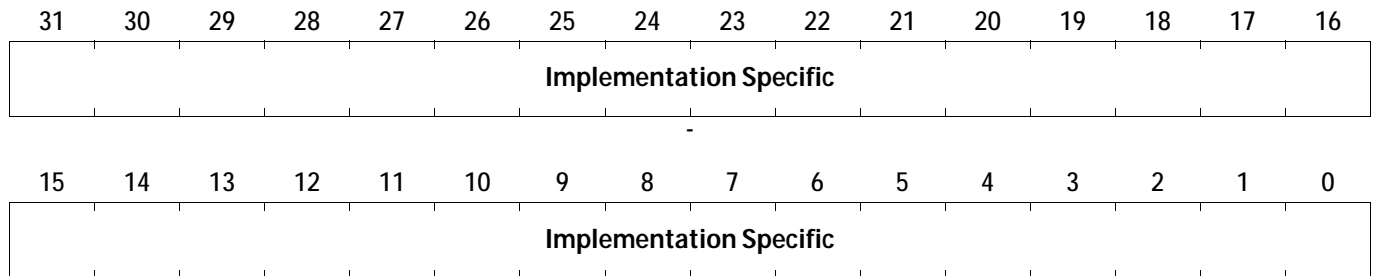 31 30 29 28 27 26 25 24 23 22 21 20 19 18 17 16
Implementation Specific
-
15 14 13 12 11 10 9 8 7 6 5 4 3 2 1 0
Implementation Specific